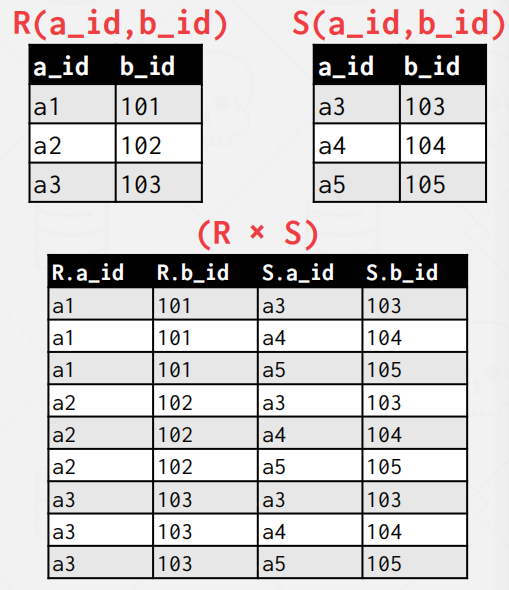 R(a_id,b_id) S(a_id,b_id)
a_id b_id a_id b_id
a1 101 a3 103
a2 102 a4 104
a3 103 a5 105
(R × S)
R.a_id R.b_id S.a_id S.b_id
a1 101 a3 103
a1 101 a4 104
a1 101 a5 105
a2 102 a3 103
a2 102 a4 104
a2 102 a5 105
a3 103 a3 103
a3 103 a4 104
a3 103 a5 105